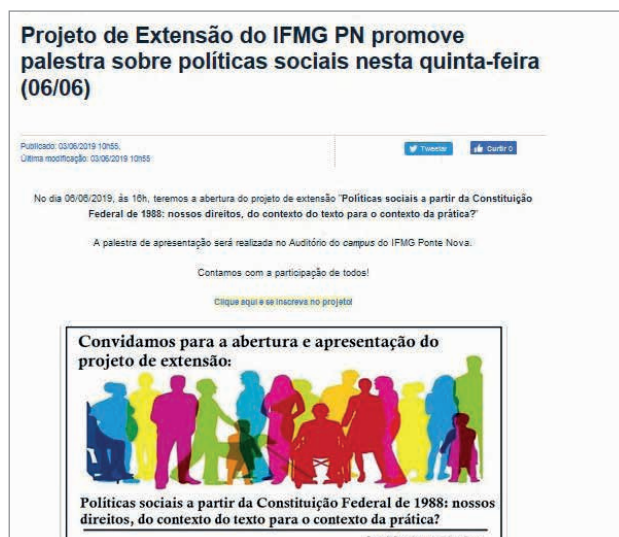 Projeto de Extensão do IFMG PN promove
palestra sobre políticas sociais nesta quinta-feira
(06/06)
Publicado: 03/06/2019 10h55,
Última modificação: 03/06/2019 10h55
Tweetar
Curtir 0
No dia 06/06/2019, às 16h, teremos a abertura do projeto de extensão "Políticas sociais a partir da Constituição
Federal de 1988: nossos direitos, do contexto do texto para o contexto da prática?"
A palestra de apresentação será realizada no Auditório do campus do IFMG Ponte Nova.
Contamos com a participação de todos!
Clique aqui e se inscreva no projeto!
Convidamos para a abertura e apresentação do
projeto de extensão:
Políticas sociais a partir da Constituição Federal de 1988: nossos
direitos, do contexto do texto para o contexto da prática?